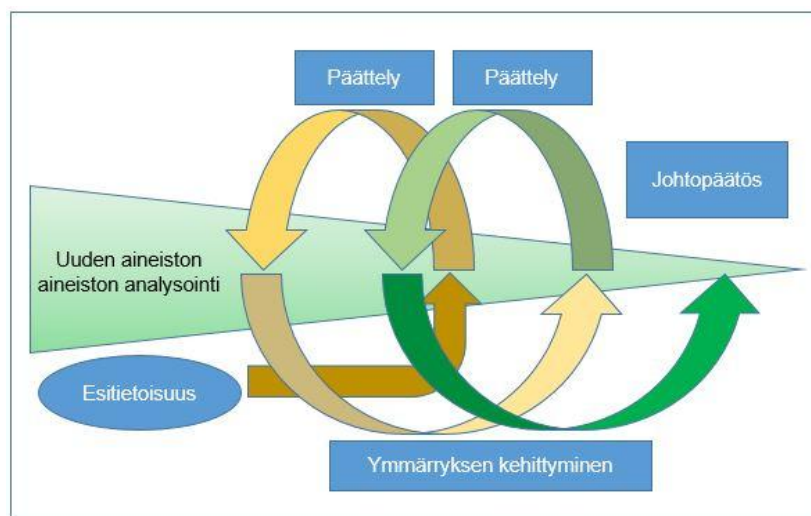 Päättely
Päättely
Johtopäätös
Uuden aineiston
aineiston analysointi
Esitietoisuus
Ymmärryksen kehittyminen